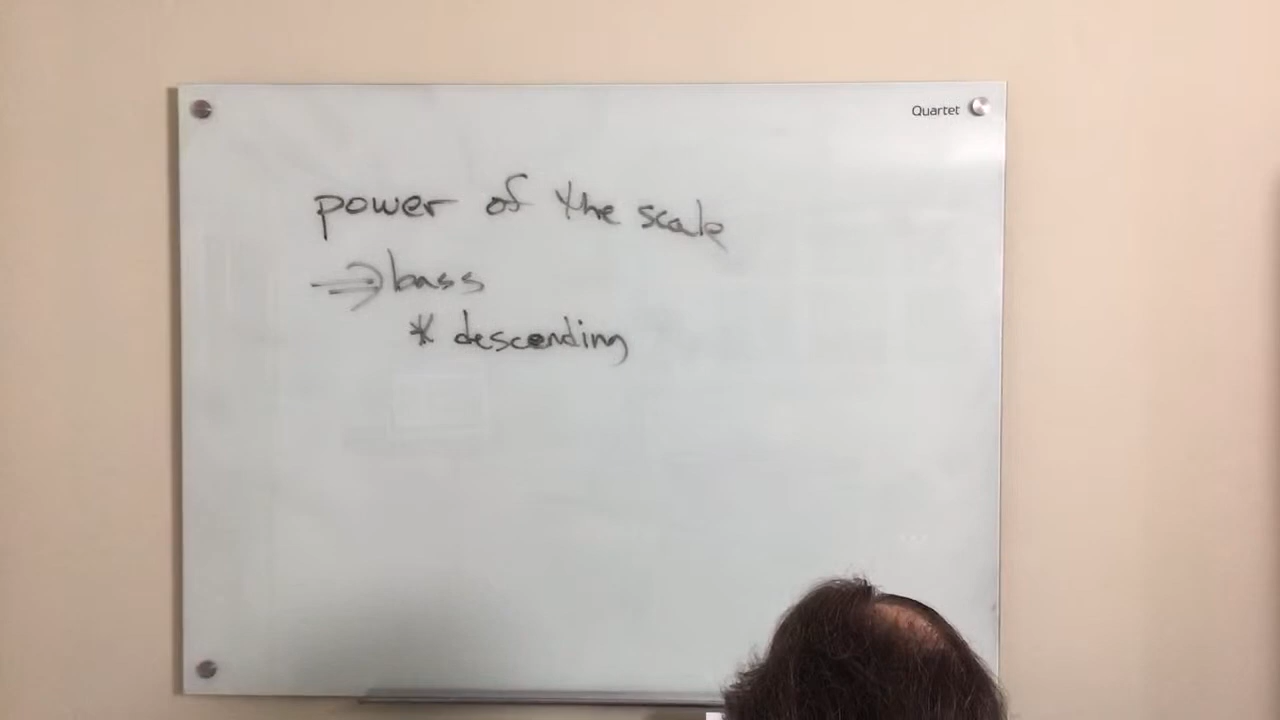 Quartet
power of the scale
⇒ bass
* descending